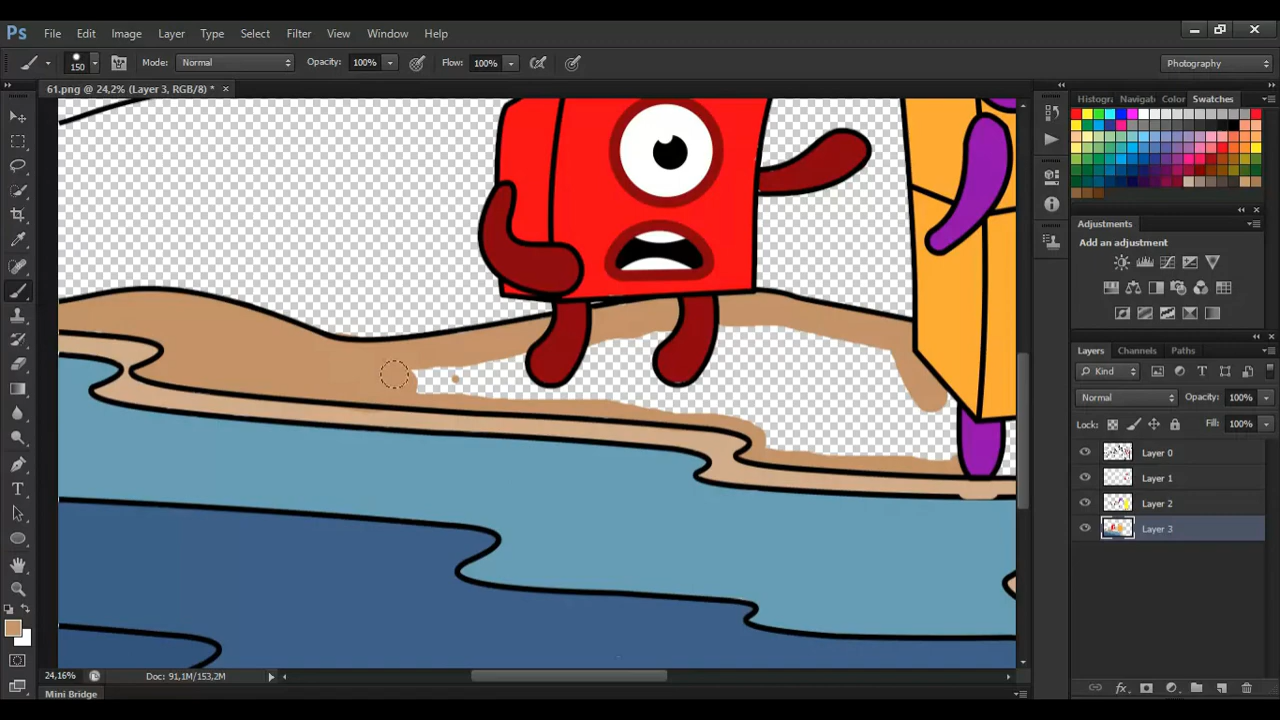 Ps File Edit Image Layer Type Select Filter View Window Help
150 Mode: Normal Opacity: 100% Flow: 100% Photography
61.png @ 24,2% (Layer 3, RGB/8) * ×
Histogr Navigat Color Swatches
Adjustments
Add an adjustment
Layers Channels Paths
Kind
Normal Opacity: 100%
Lock: Fill: 100%
Layer 0
Layer 1
Layer 2
Layer 3
24,16% Doc: 91,1M/153,2M
Mini Bridge